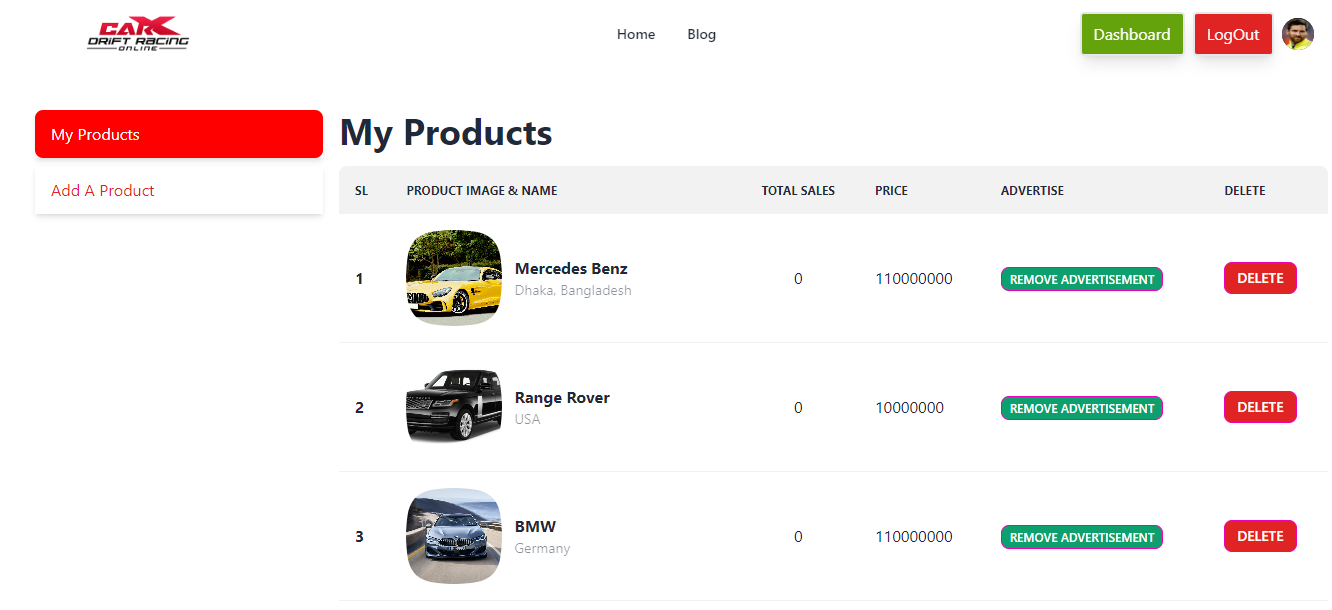 CARX
DRIFT RACING
ONLINE
Home
Blog
Dashboard
LogOut
My Products
Add A Product
My Products
SL PRODUCT IMAGE & NAME TOTAL SALES PRICE ADVERTISE DELETE
1 Mercedes Benz 0 110000000 REMOVE ADVERTISEMENT DELETE
Dhaka, Bangladesh
2 Range Rover 0 10000000 REMOVE ADVERTISEMENT DELETE
USA
3 BMW 0 110000000 REMOVE ADVERTISEMENT DELETE
Germany